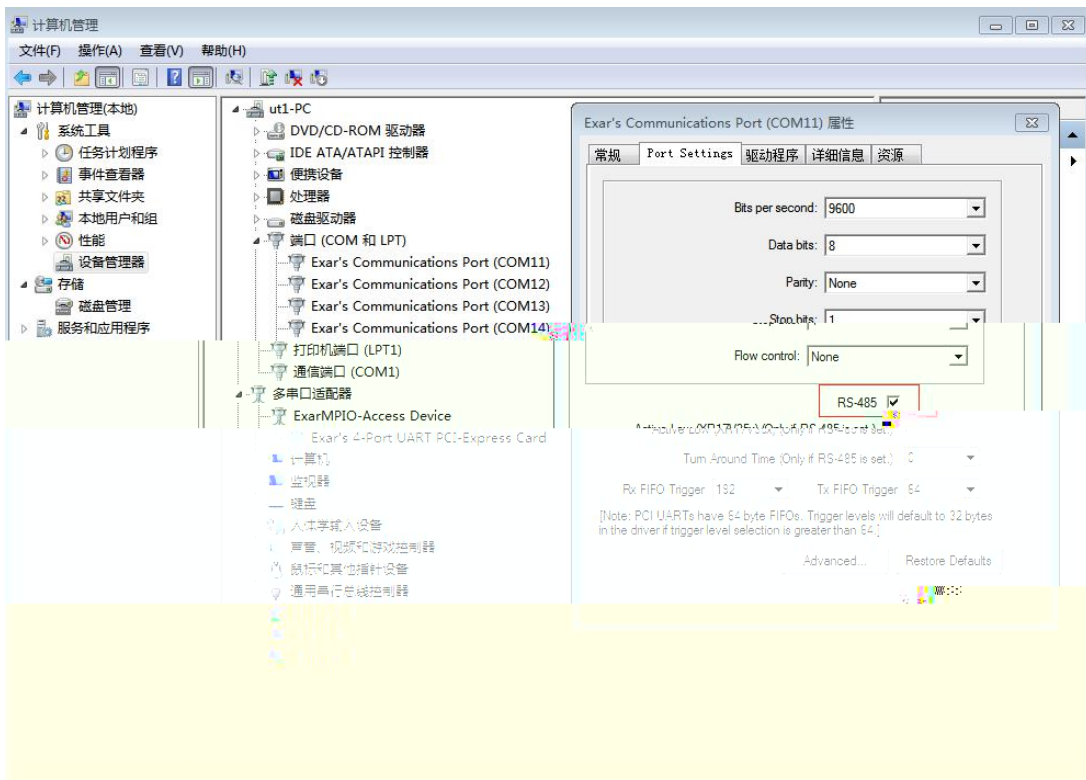 计算机管理
文件(F) 操作(A) 查看(V) 帮助(H)
计算机管理(本地)
系统工具
任务计划程序
事件查看器
共享文件夹
本地用户和组
性能
设备管理器
存储
磁盘管理
服务和应用程序
ut1-PC
DVD/CD-ROM 驱动器
IDE ATA/ATAPI 控制器
便携设备
处理器
磁盘驱动器
端口 (COM 和 LPT)
Exar's Communications Port (COM11)
Exar's Communications Port (COM12)
Exar's Communications Port (COM13)
Exar's Communications Port (COM14)
打印机端口 (LPT1)
通信端口 (COM1)
多串口适配器
ExarMPIO-Access Device
Exar's 4-Port UART PCI-Express Card
计算机
监视器
键盘
人体学输入设备
声音、视频和游戏控制器
鼠标和其他指针设备
通用串行总线控制器
Exar's Communications Port (COM11) 属性
常规 Port Settings 驱动程序 详细信息 资源
Bits per second: 9600
Data bits: 8
Parity: None
Stop bits: 1
Flow control: None
RS-485
(Only if RS-485 is set.)
Turn Around Time (Only if RS-485 is set.)
Rx FIFO Trigger Tx FIFO Trigger 64
[Note: PCI UARTs have 64 byte FIFOs. Trigger levels will default to 32 bytes
in the driver if trigger level selection is greater than 64.]
Advanced... Restore Defaults